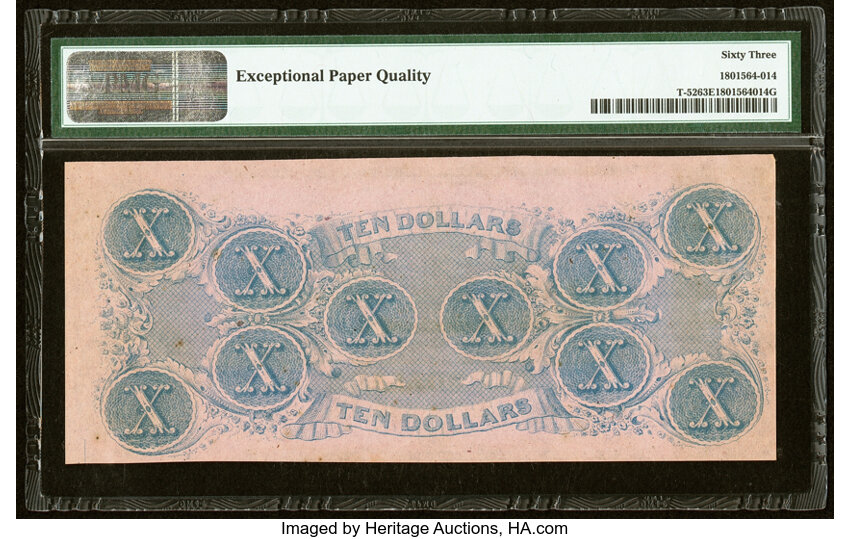 Exceptional Paper Quality
Sixty Three
1801564-014
T-5263E1801564014G
TEN DOLLARS
X X
X X
X X
X X
X X
TEN DOLLARS
Imaged by Heritage Auctions, HA.com